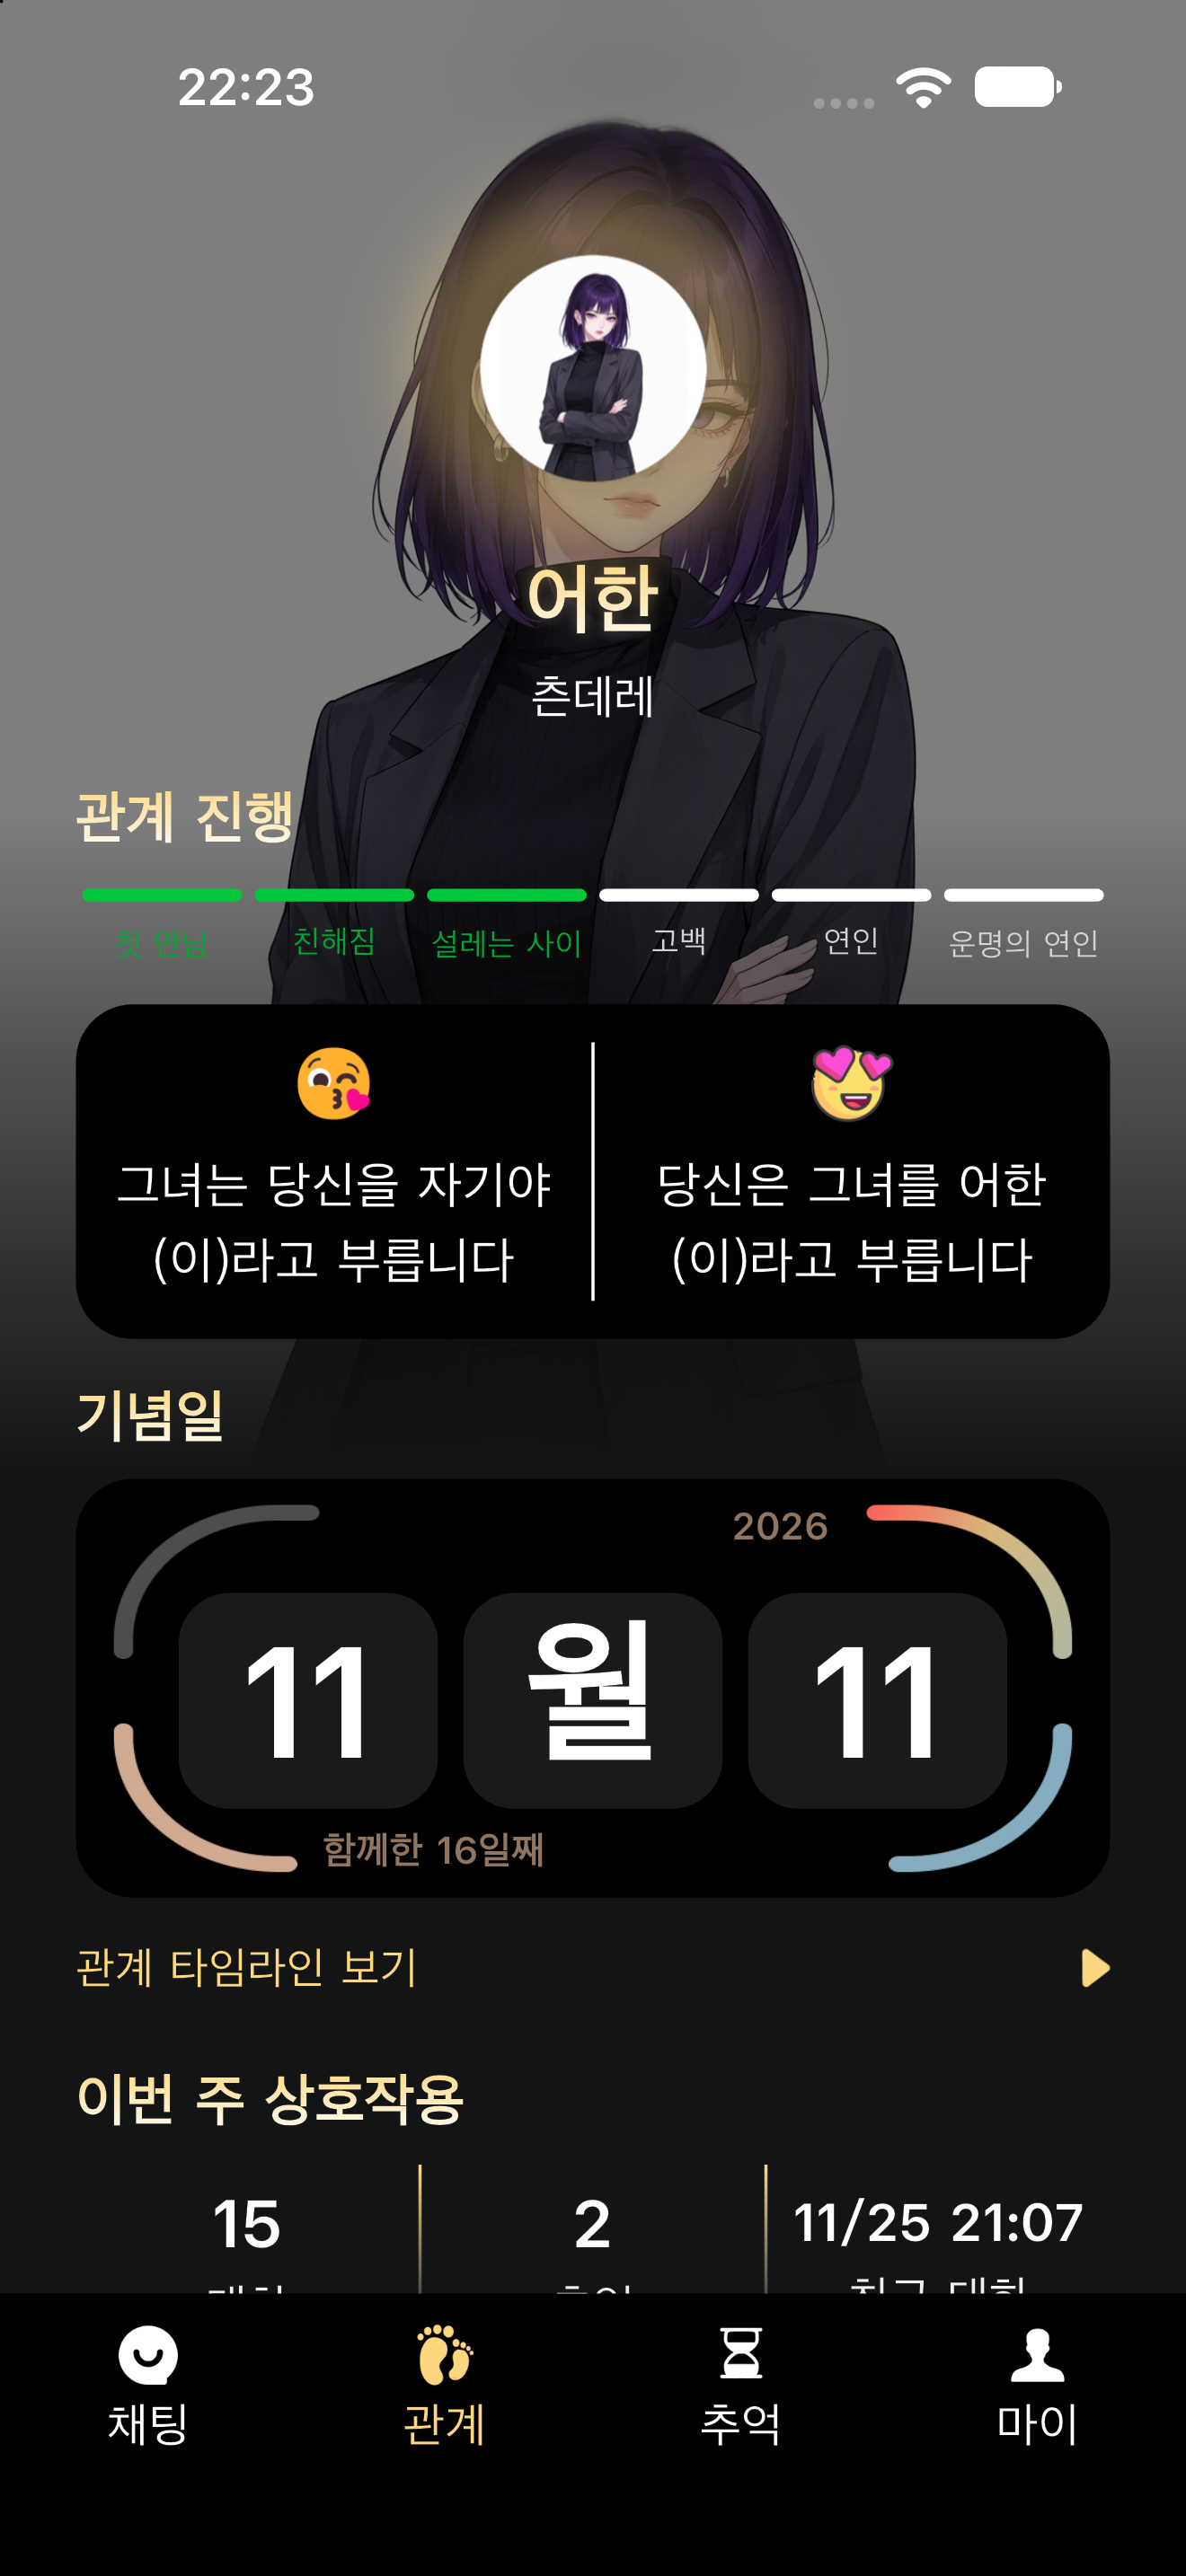 22:23
어한
츤데레
관계 진행
첫 만남
친해짐
설레는 사이
고백
연인
운명의 연인
그녀는 당신을 자기야
(이)라고 부릅니다
당신은 그녀를 어한
(이)라고 부릅니다
기념일
2026
11 월 11
함께한 16일째
관계 타임라인 보기
이번 주 상호작용
15
2
11/25 21:07
채팅
관계
추억
마이